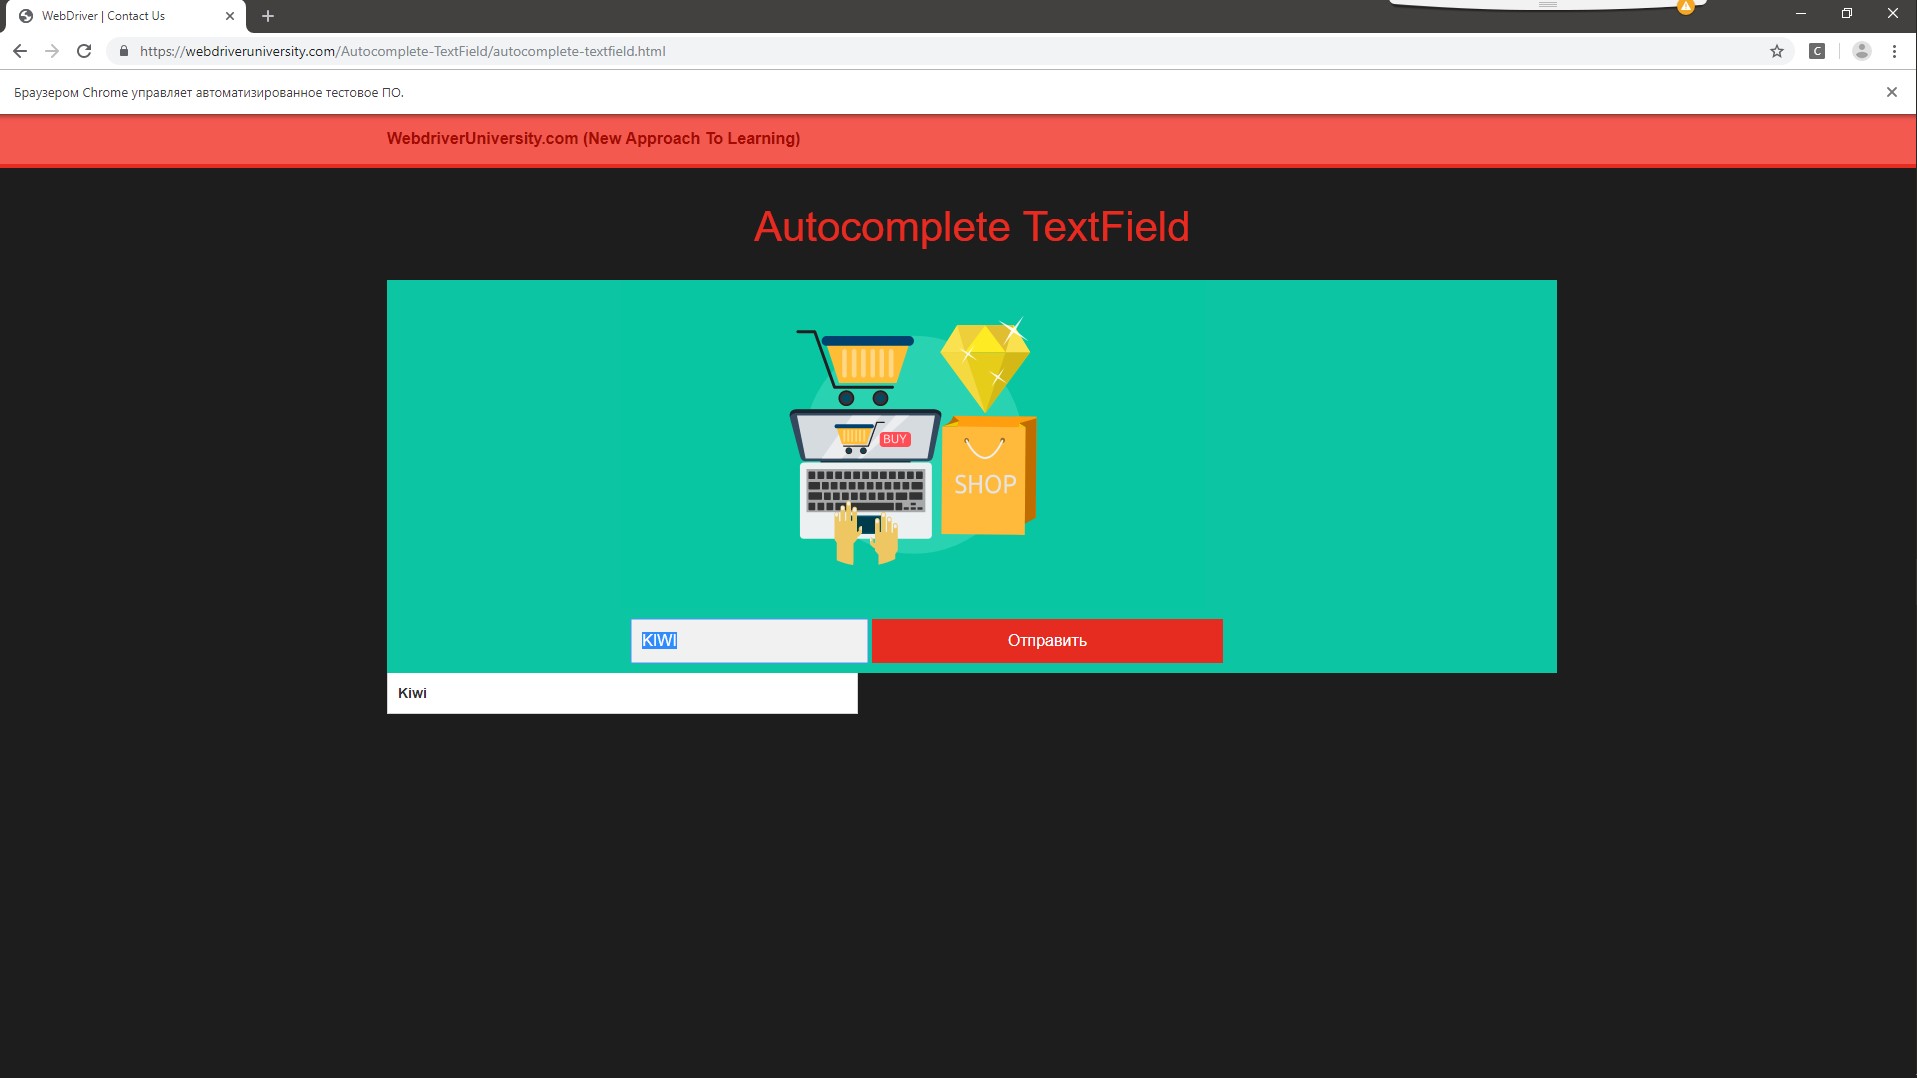 WebDriver | Contact Us
https://webdriveruniversity.com/Autocomplete-TextField/autocomplete-textfield.html
C
Браузером Chrome управляет автоматизированное тестовое ПО.
WebdriverUniversity.com (New Approach To Learning)
Autocomplete TextField
BUY
SHOP
KIWI
Отправить
Kiwi